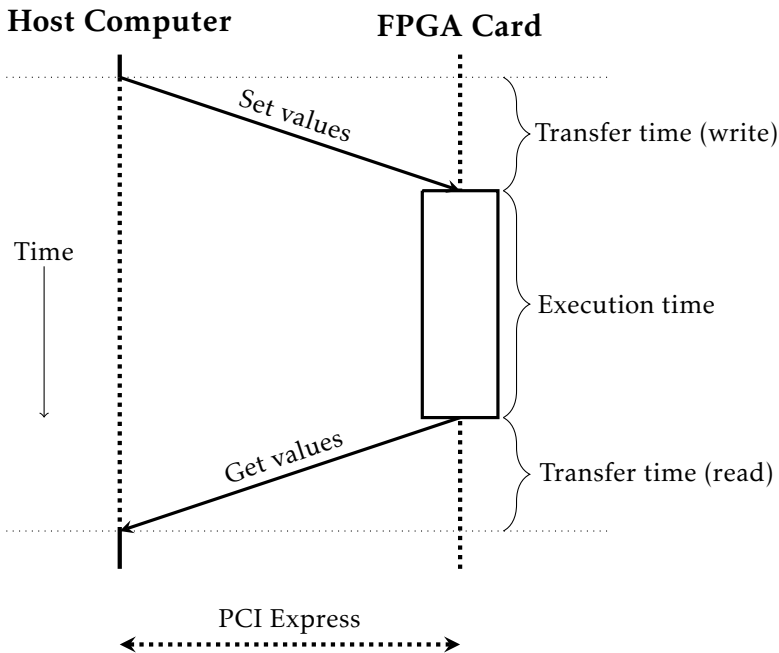 Host Computer
FPGA Card
Set values
Transfer time (write)
Time
Execution time
Get values
Transfer time (read)
PCI Express